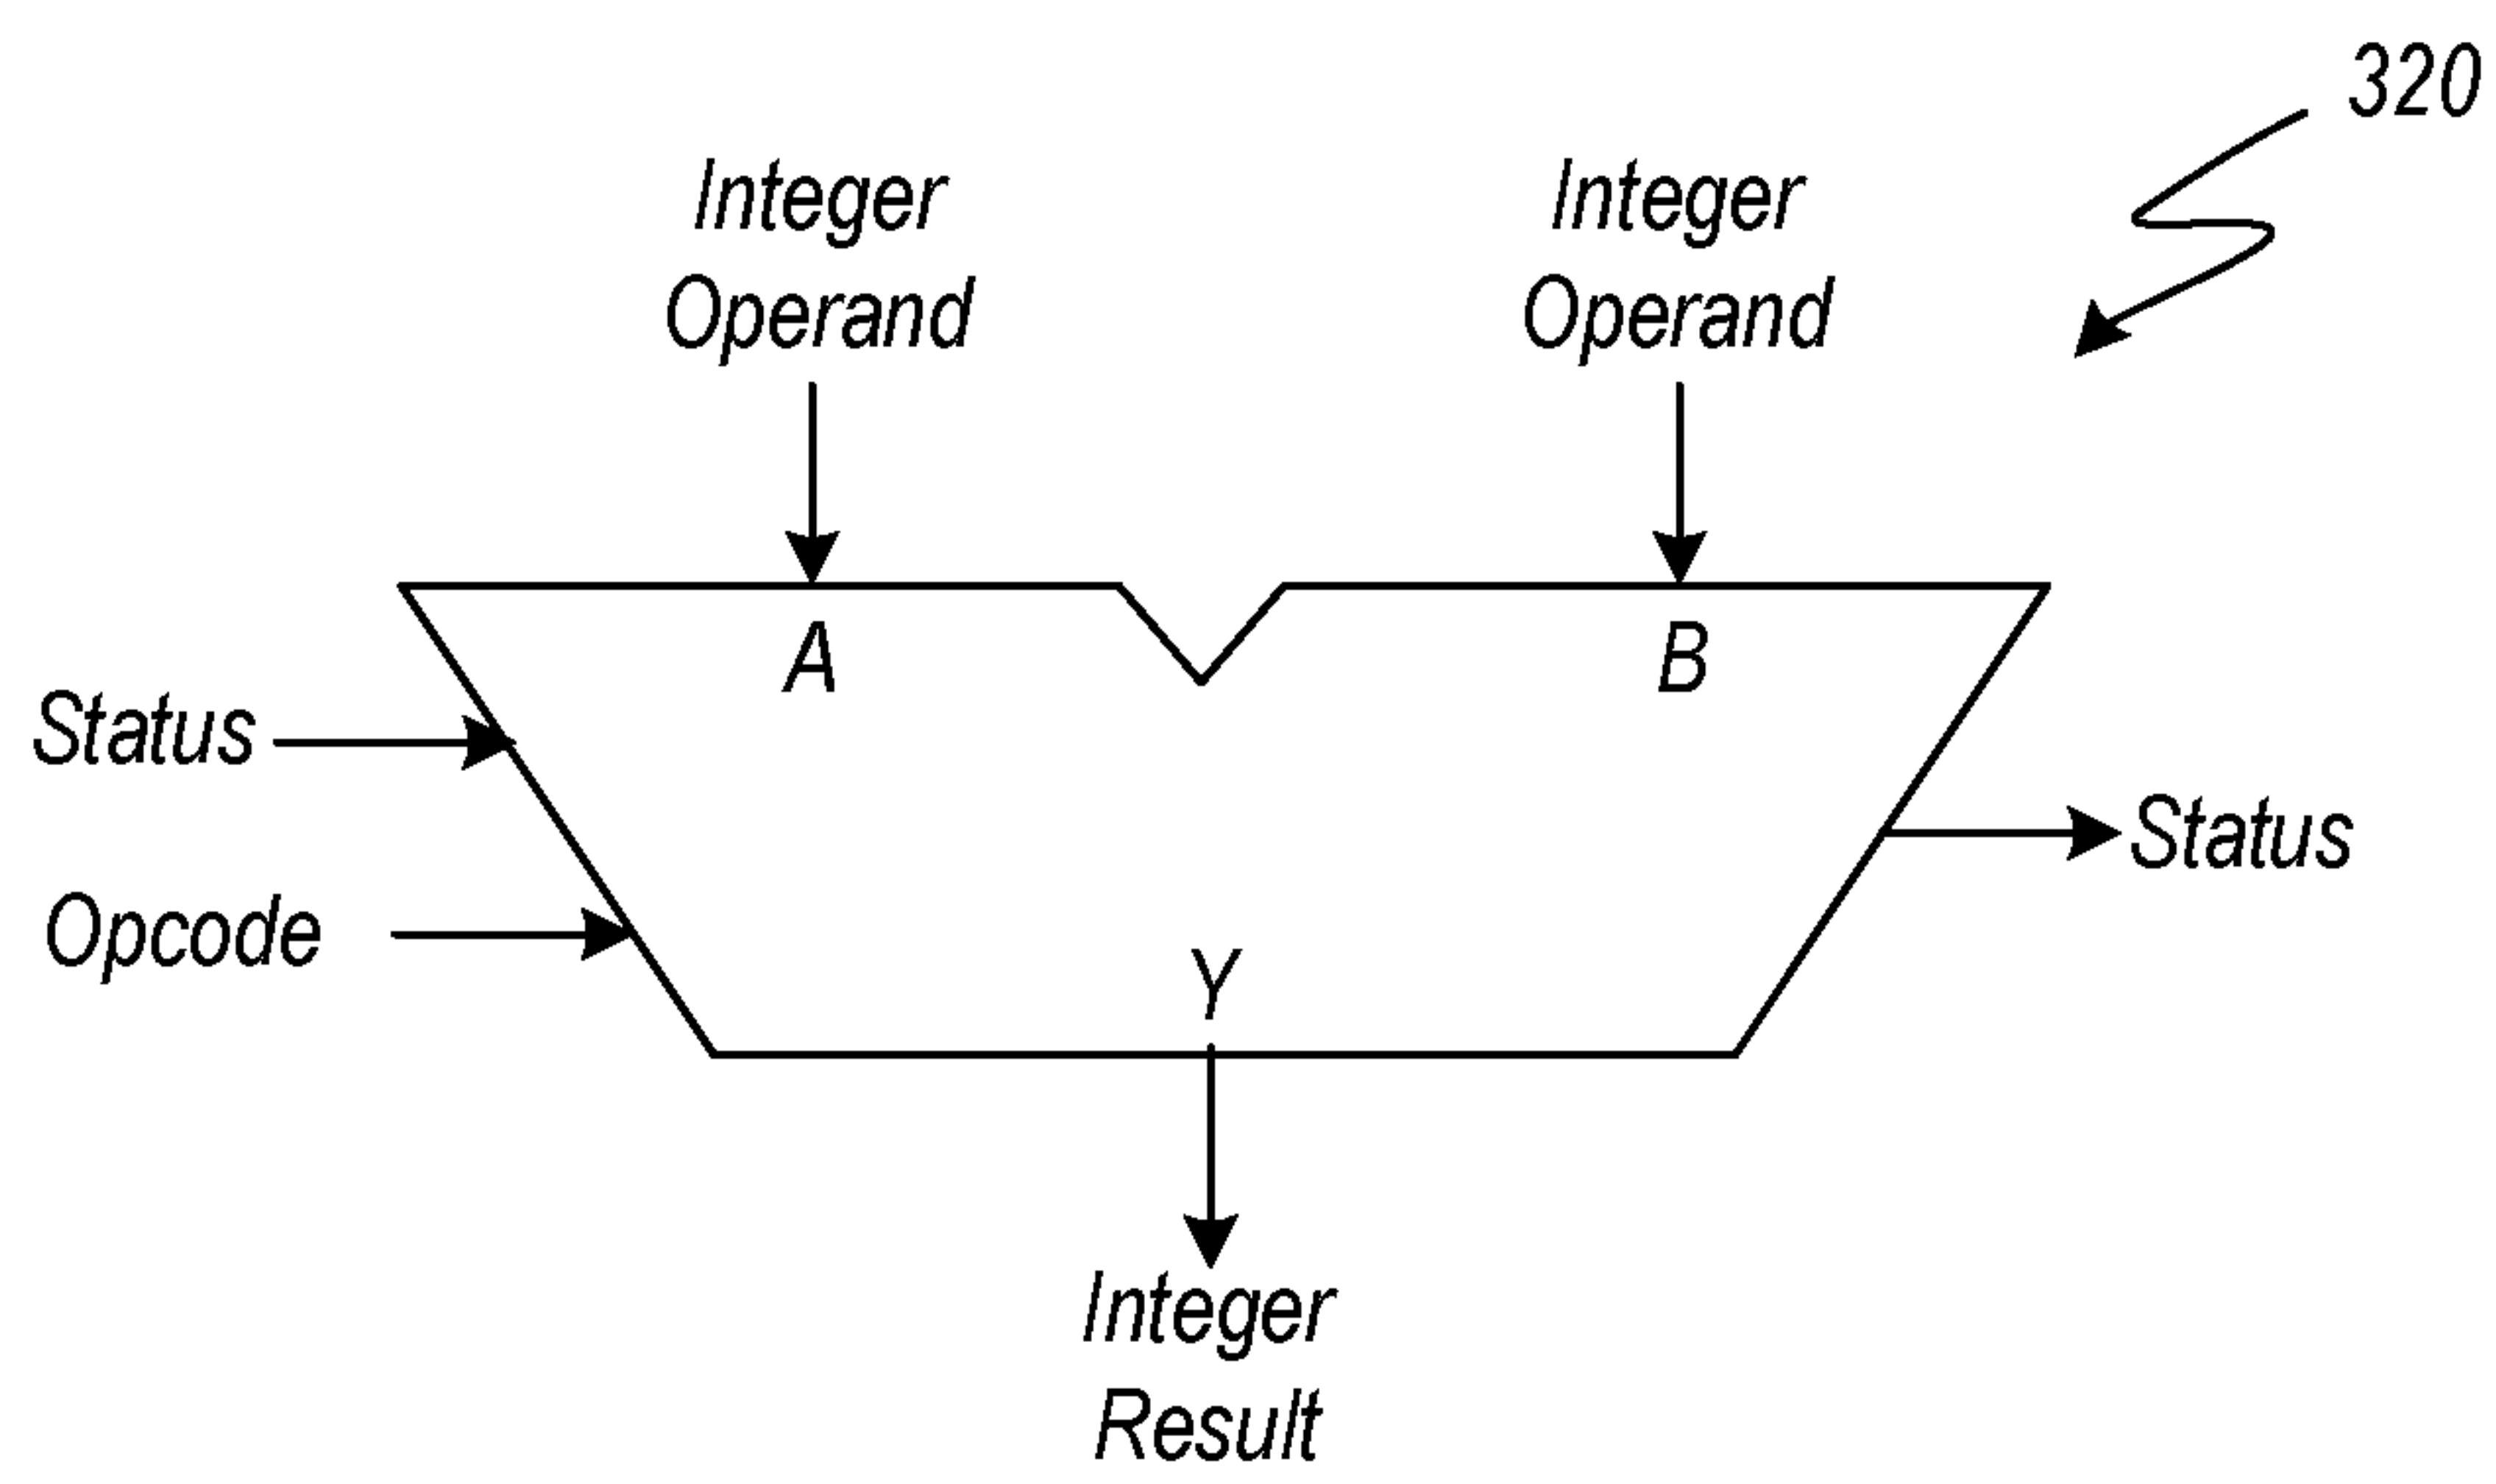 320
Integer
Operand
Integer
Operand
A
B
Status
Status
Opcode
Y
Integer
Result